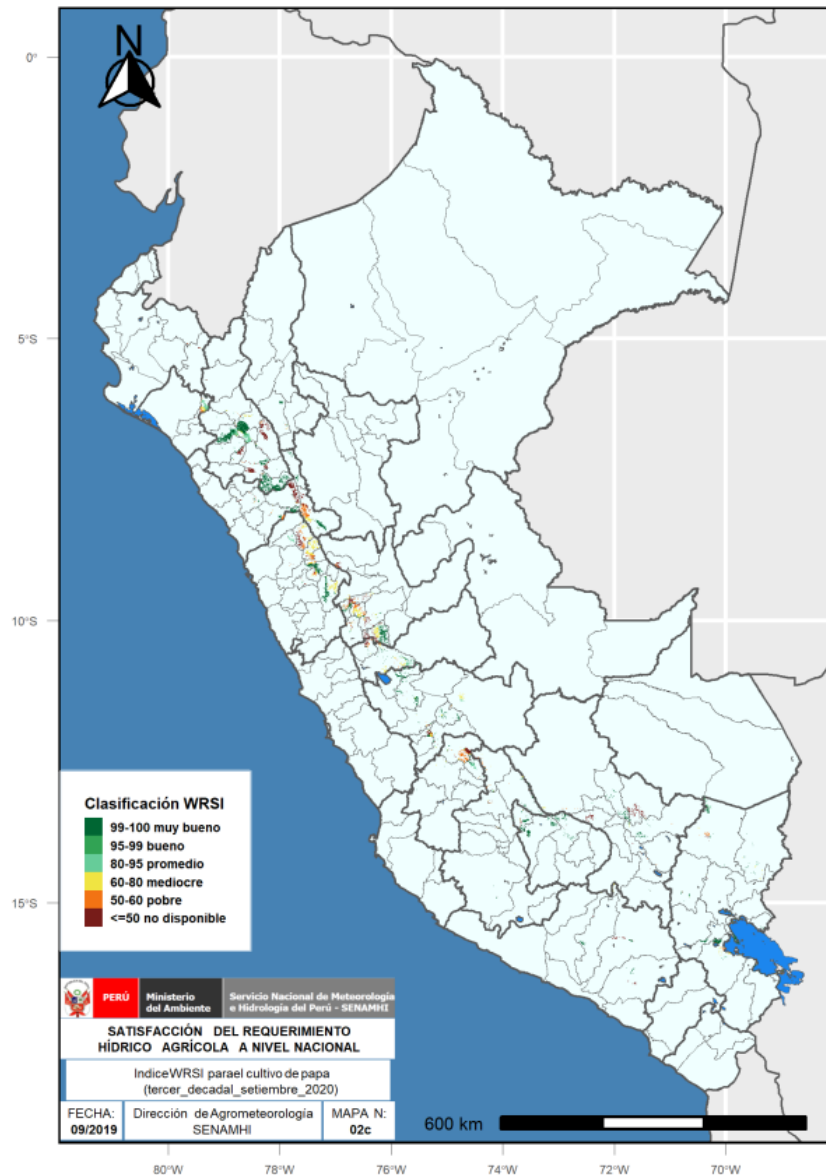 N
0°
5°S
10°S
15°S
Clasificación WRSI
99-100 muy bueno
95-99 bueno
80-95 promedio
60-80 mediocre
50-60 pobre
<=50 no disponible
PERÚ
Ministerio
del Ambiente
Servicio Nacional de Meteorología
e Hidrología del Perú - SENAMHI
SATISFACCIÓN DEL REQUERIMIENTO
HÍDRICO AGRÍCOLA A NIVEL NACIONAL
IndiceWRSI parael cultivo de papa
(tercer_decadal_setiembre_2020)
FECHA:
09/2019
Dirección de Agrometeorología
SENAMHI
MAPA N:
02c
600 km
80°W
78°W
76°W
74°W
72°W
70°W